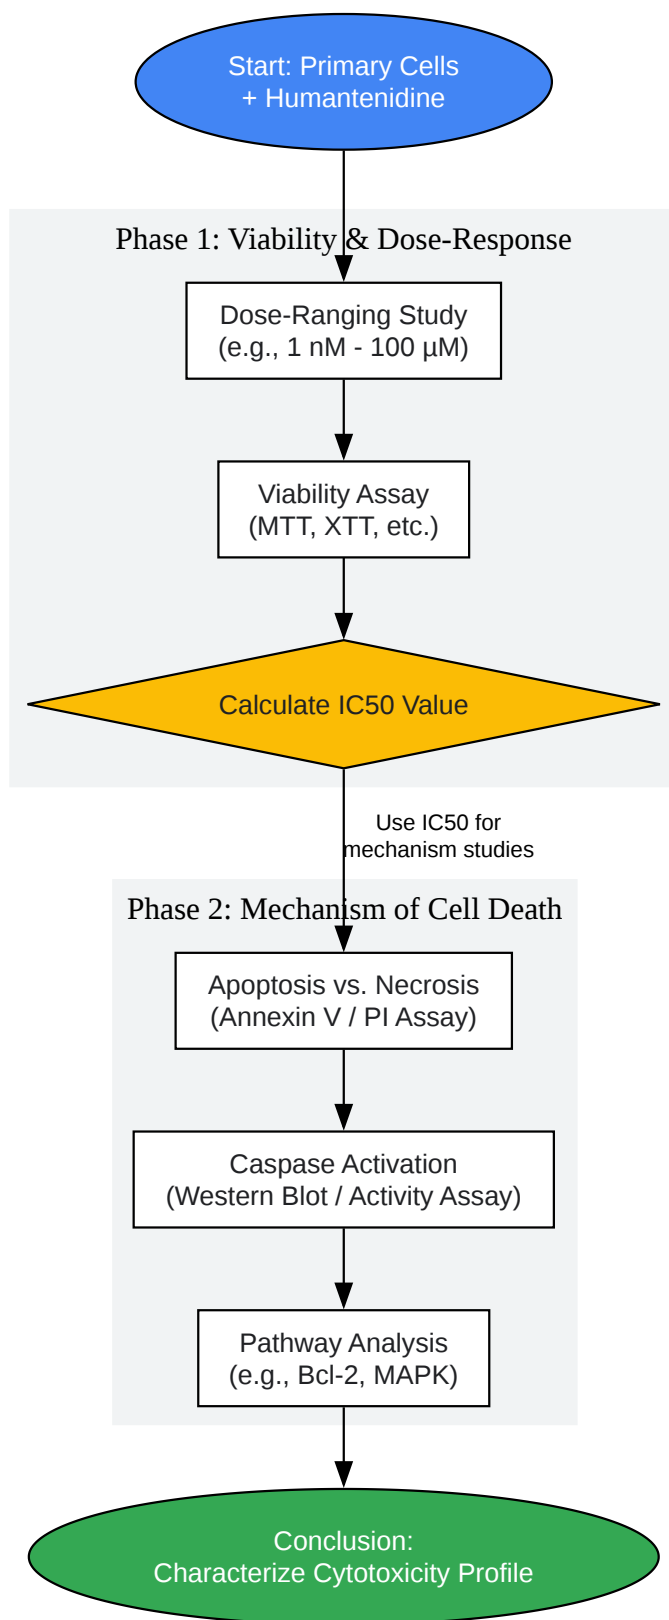 Start: Primary Cells
+ Humantenidine
Phase 1: Viability & Dose-Response
Dose-Ranging Study
(e.g., 1 nM - 100 µM)
Viability Assay
(MTT, XTT, etc.)
Calculate IC50 Value
Use IC50 for
mechanism studies
Phase 2: Mechanism of Cell Death
Apoptosis vs. Necrosis
(Annexin V / PI Assay)
Caspase Activation
(Western Blot / Activity Assay)
Pathway Analysis
(e.g., Bcl-2, MAPK)
Conclusion:
Characterize Cytotoxicity Profile